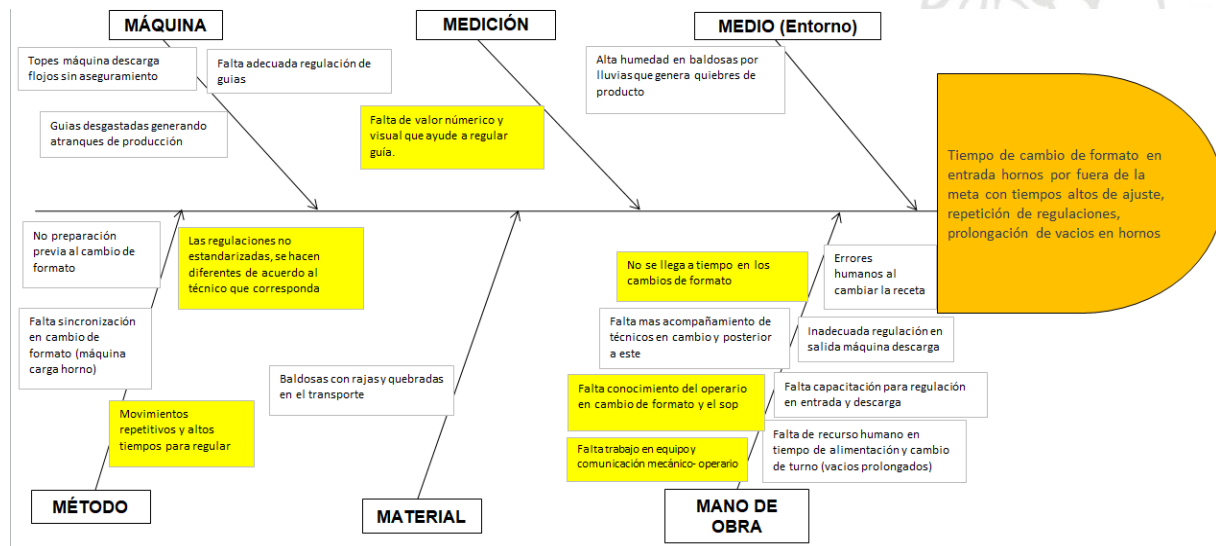 MÁQUINA
MEDICIÓN
MEDIO (Entorno)
Topes máquina descarga
flojos sin aseguramiento
Falta adecuada regulación de
guias
Guias desgastadas generando
atranques de producción
Falta de valor númerico y
visual que ayude a regular
guía.
Alta humedad en baldosas por
lluvias que genera quiebres de
producto
Tiempo de cambio de formato en
entrada hornos por fuera de la
meta con tiempos altos de ajuste,
repetición de regulaciones,
prolongación de vacios en hornos
No preparación
previa al cambio de
formato
Las regulaciones no
estandarizadas, se hacen
diferentes de acuerdo al
técnico que corresponda
Falta sincronización
en cambio de
formato (máquina
carga horno)
Movimientos
repetitivos y altos
tiempos para regular
Baldosas con rajas y quebradas
en el transporte
No se llega a tiempo en los
cambios de formato
Errores
humanos al
cambiar la receta
Falta mas acompañamiento de
técnicos en cambio y posterior
a este
Inadecuada regulación en
salida máquina descarga
Falta conocimiento del operario
en cambio de formato y el sop
Falta capacitación para regulación
en entrada y descarga
Falta trabajo en equipo y
comunicación mecánico- operario
Falta de recurso humano en
tiempo de alimentación y cambio
de turno (vacios prolongados)
MÉTODO
MATERIAL
MANO DE
OBRA